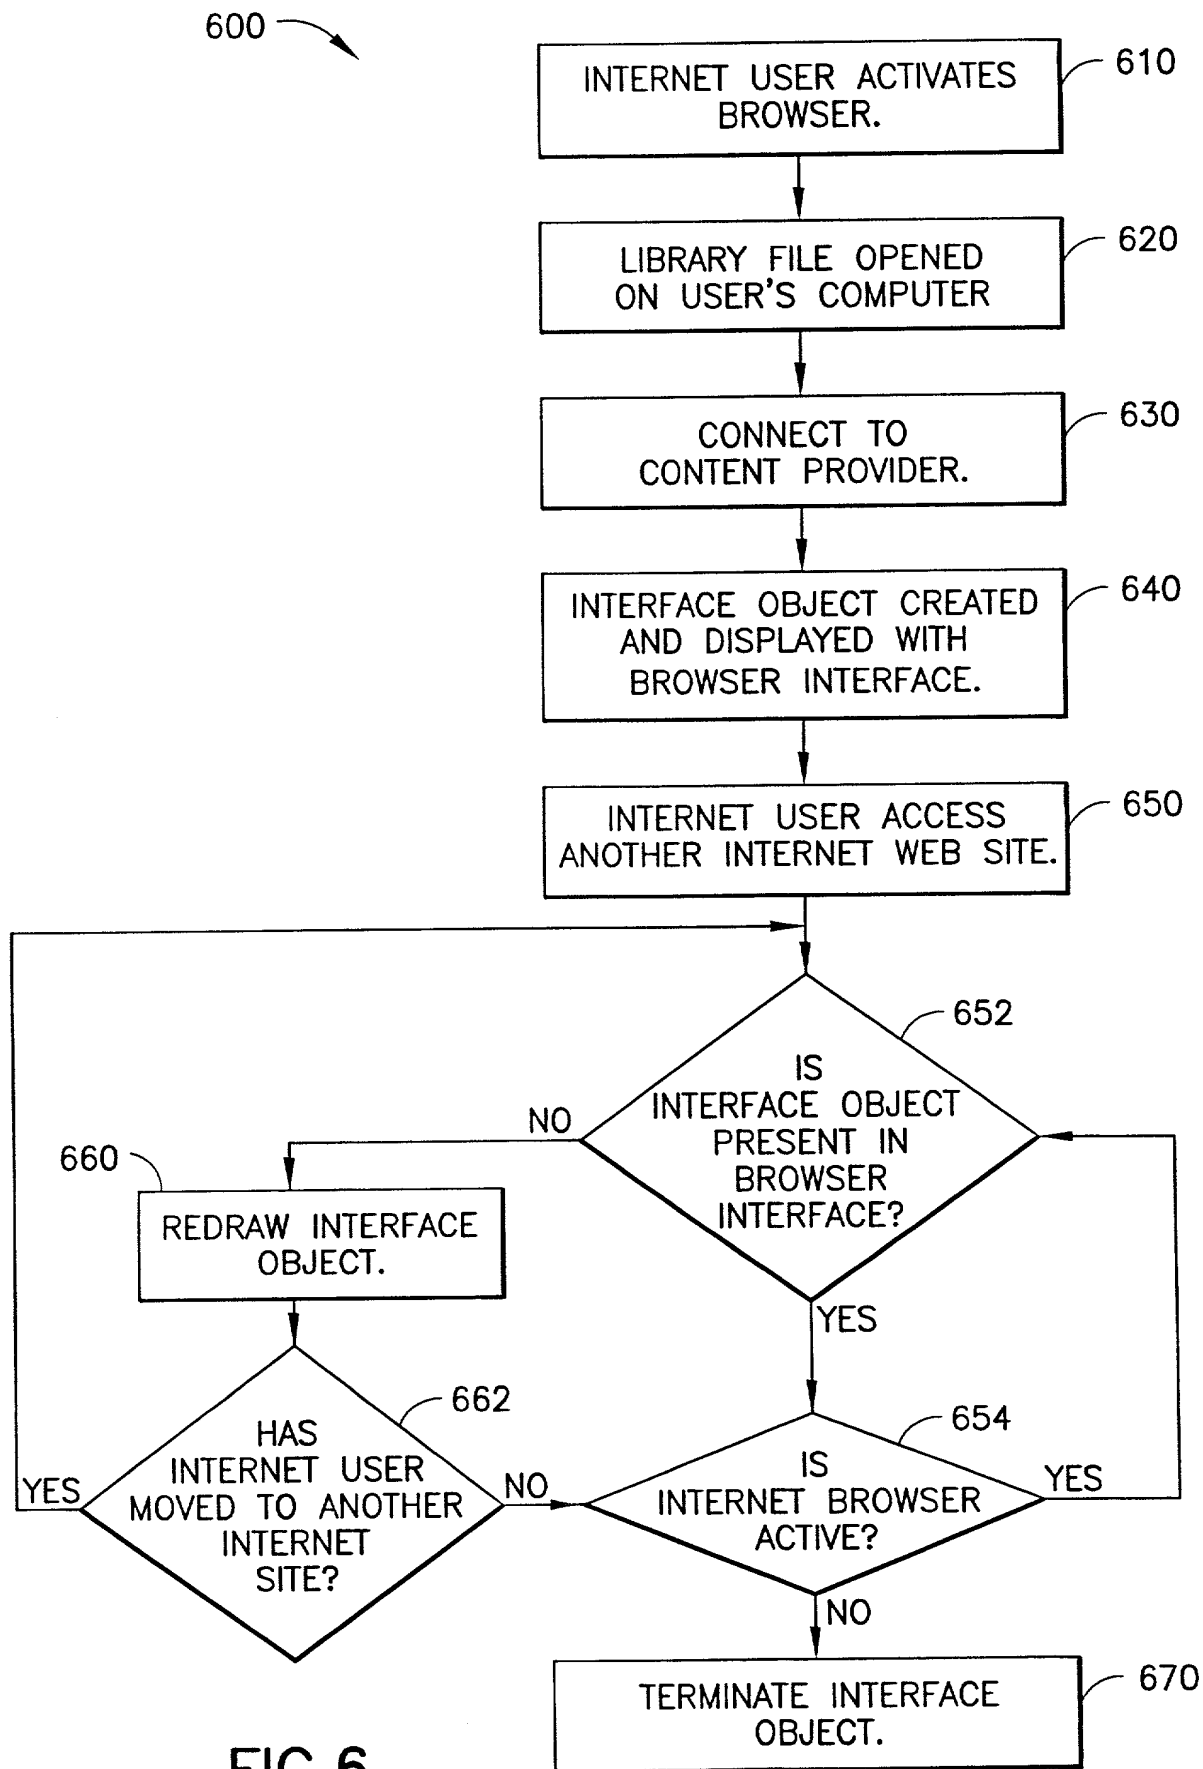 600
INTERNET USER ACTIVATES
BROWSER.
610
LIBRARY FILE OPENED
ON USER'S COMPUTER
620
CONNECT TO
CONTENT PROVIDER.
630
INTERFACE OBJECT CREATED
AND DISPLAYED WITH
BROWSER INTERFACE.
640
INTERNET USER ACCESS
ANOTHER INTERNET WEB SITE.
650
IS
INTERFACE OBJECT
PRESENT IN
BROWSER
INTERFACE?
652
NO
YES
660
REDRAW INTERFACE
OBJECT.
HAS
INTERNET USER
MOVED TO ANOTHER
INTERNET
SITE?
662
YES
NO
IS
INTERNET BROWSER
ACTIVE?
654
YES
NO
TERMINATE INTERFACE
OBJECT.
670
FIG. 6